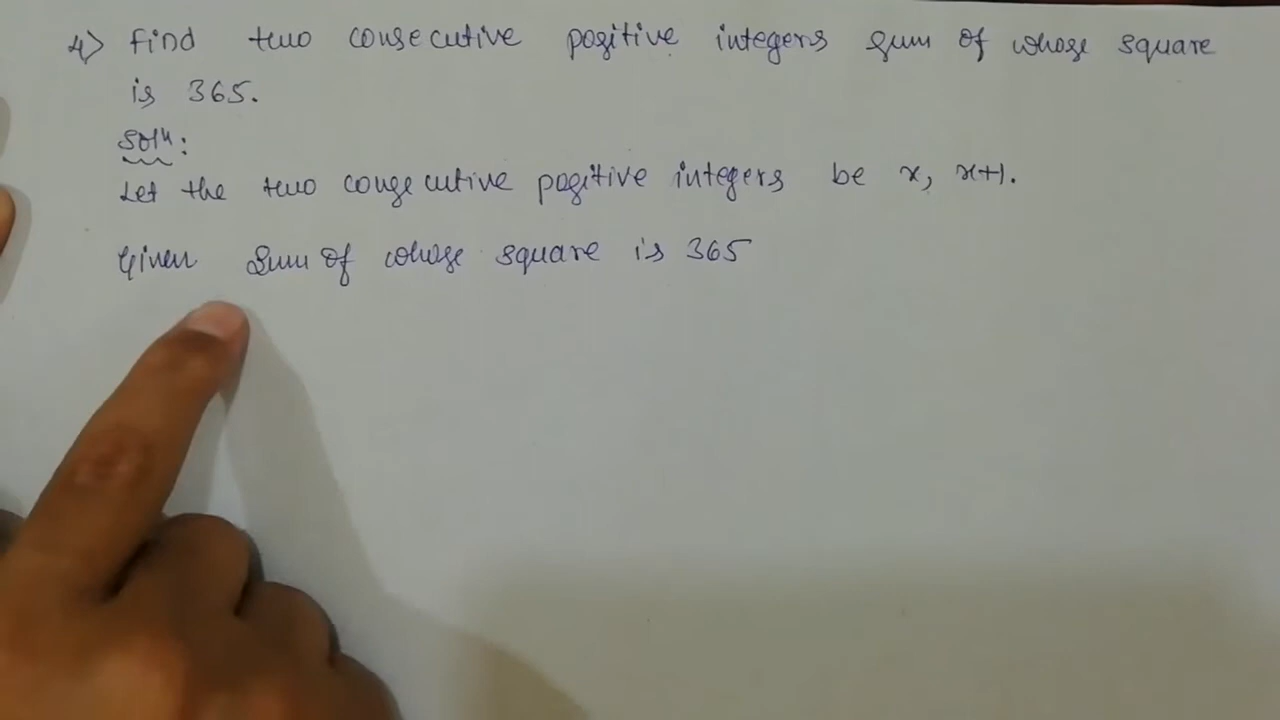 4) Find two consecutive positive integers sum of whose square
is 365.
Soln:
Let the two consecutive positive integers be x, x+1.
Given Sum of whose square is 365